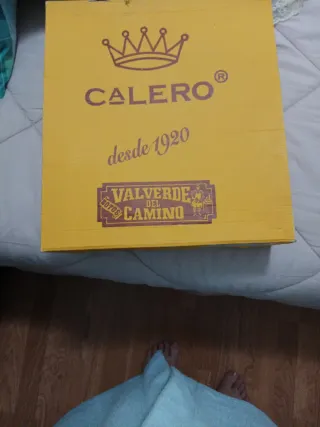 CALERO®
desde 1920
VALVERDE
DEL
CAMINO